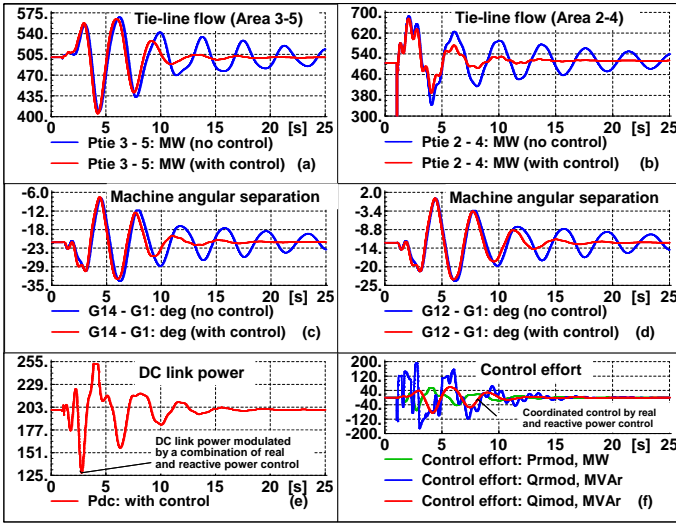 Tie-line flow (Area 3-5)
680.
645.
610.
575.
540.
505.
470.
435.
400.
0 5 10 15 20 [s] 25
Ptie 3 - 5: MW (no control)
Ptie 3 - 5: MW (with control) (a)
Tie-line flow (Area 2-4)
700.
660.
620.
580.
540.
500.
460.
420.
380.
340.
300.
0 5 10 15 20 [s] 25
Ptie 2 - 4: MW (no control)
Ptie 2 - 4: MW (with control) (b)
Machine angular separation
-6.0
-12.
-18.
-23.
-29.
-35.
0 5 10 15 20 [s] 25
G14 - G1: deg (no control)
G14 - G1: deg (with control) (c)
Machine angular separation
2.0
-3.4
-8.8
-14.
-20.
-25.
0 5 10 15 20 [s] 25
G12 - G1: deg (no control)
G12 - G1: deg (with control) (d)
DC link power
255.
229.
203.
177.
151.
125.
DC link power modulated
by a combination of real
and reactive power control
0 5 10 15 20 [s] 25
Pdc: with control (e)
Control effort
200.
120.
40
-40
-120.
-200.
Coordinated control by real
and reactive power control
0 5 10 15 20 [s] 25
Control effort: Prmod, MW
Control effort: Qrmod, MVAr
Control effort: Qimod, MVAr (f)